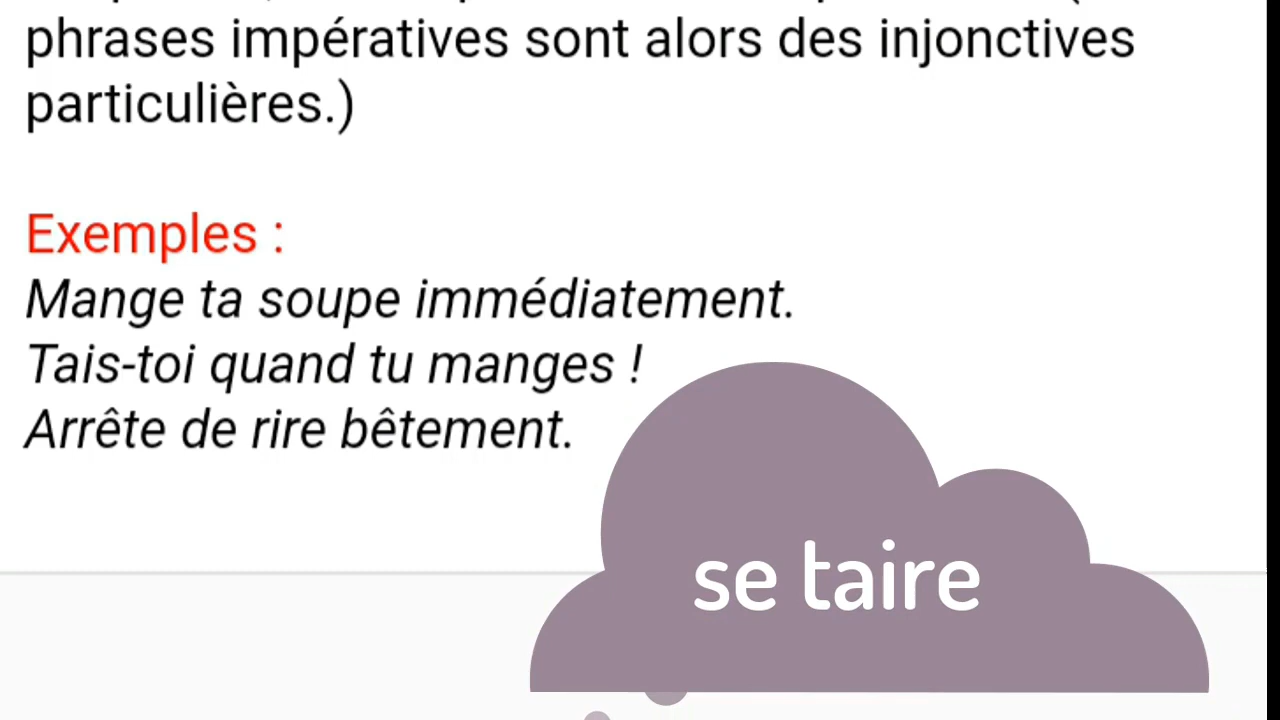 phrases impératives sont alors des injonctives
particulières.)
Exemples :
Mange ta soupe immédiatement.
Tais-toi quand tu manges !
Arrête de rire bêtement.
se taire